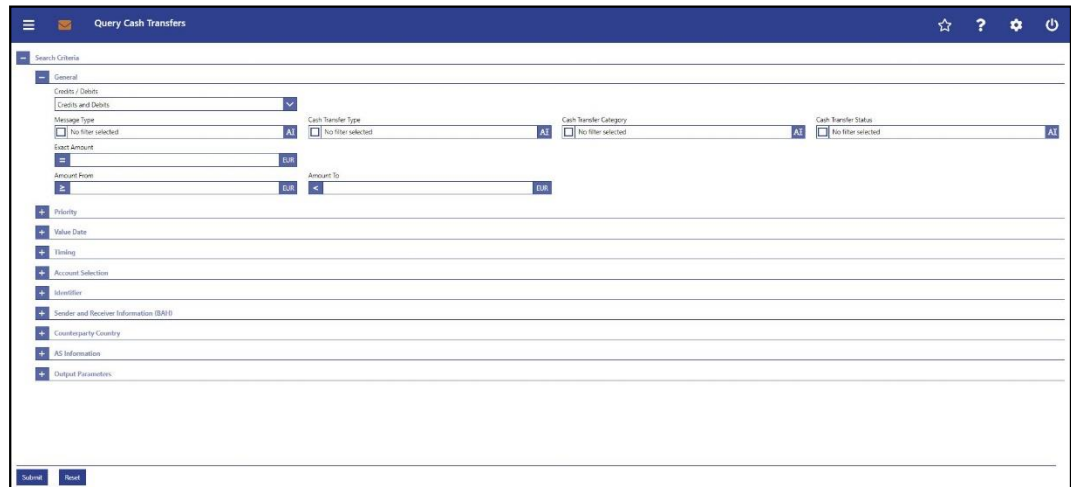 Query Cash Transfers
?
− Search Criteria
− General
Credits / Debits
Credits and Debits
Message Type Cash Transfer Type Cash Transfer Category Cash Transfer Status
No filter selected AI No filter selected AI No filter selected AI No filter selected AI
Exact Amount
= EUR
Amount From Amount To
≥ EUR < EUR
+ Priority
+ Value Date
+ Timing
+ Account Selection
+ Identifier
+ Sender and Receiver Information (BAH)
+ Counterparty Country
+ AS Information
+ Output Parameters
Submit Reset